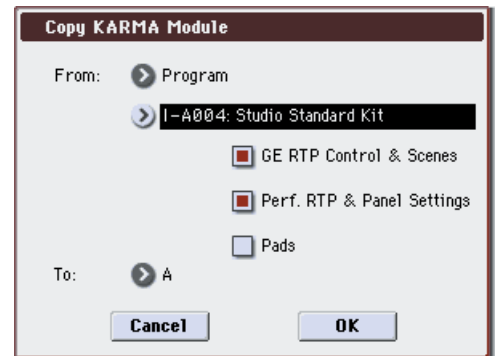 Copy KARMA Module
From: Program
I-A004: Studio Standard Kit
GE RTP Control & Scenes
Perf. RTP & Panel Settings
Pads
To: A
Cancel OK